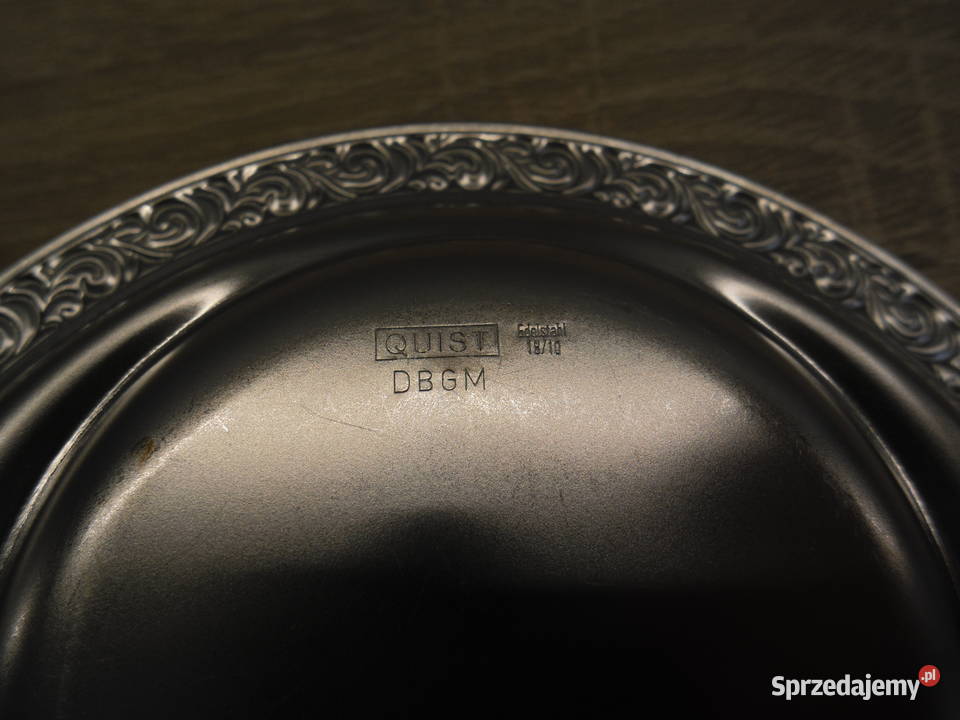 QUIST
Edelstahl
18/10
DBGM
Sprzedajemy.pl